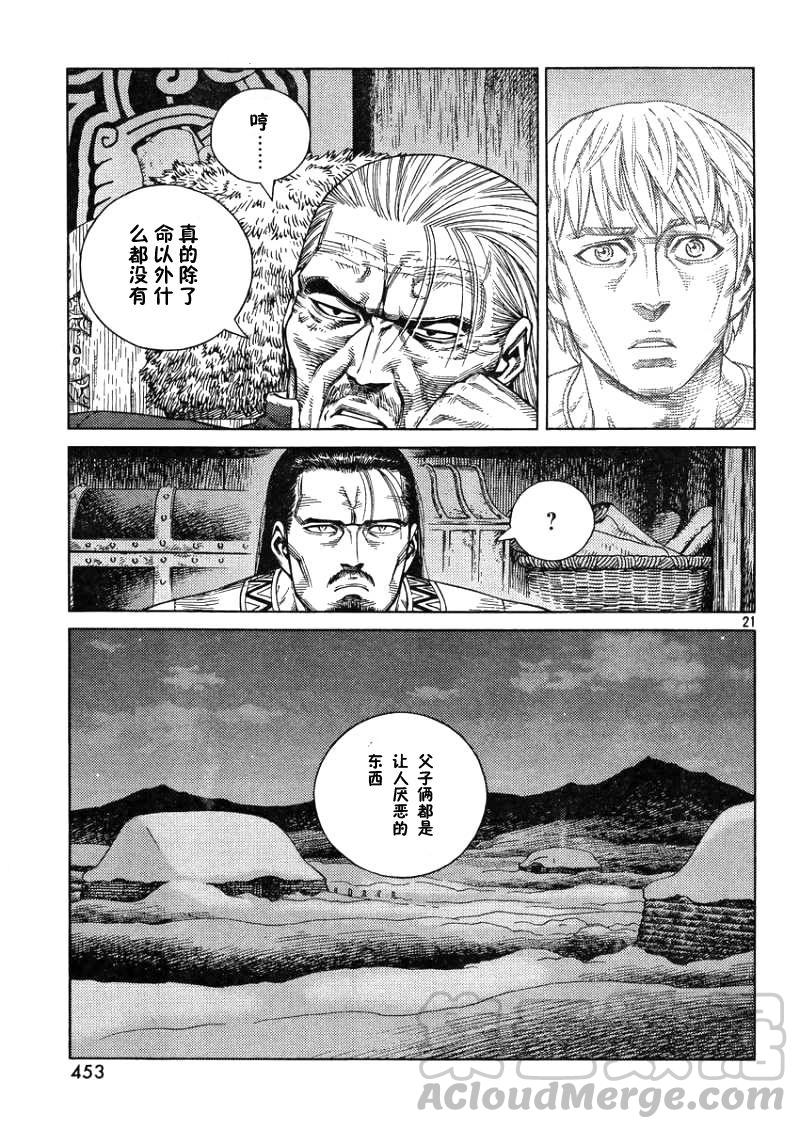 哼
……
真的除了
命以外什
么都没有
?
21
父子俩都是
让人厌恶的
东西
453
ACloudMerge.com